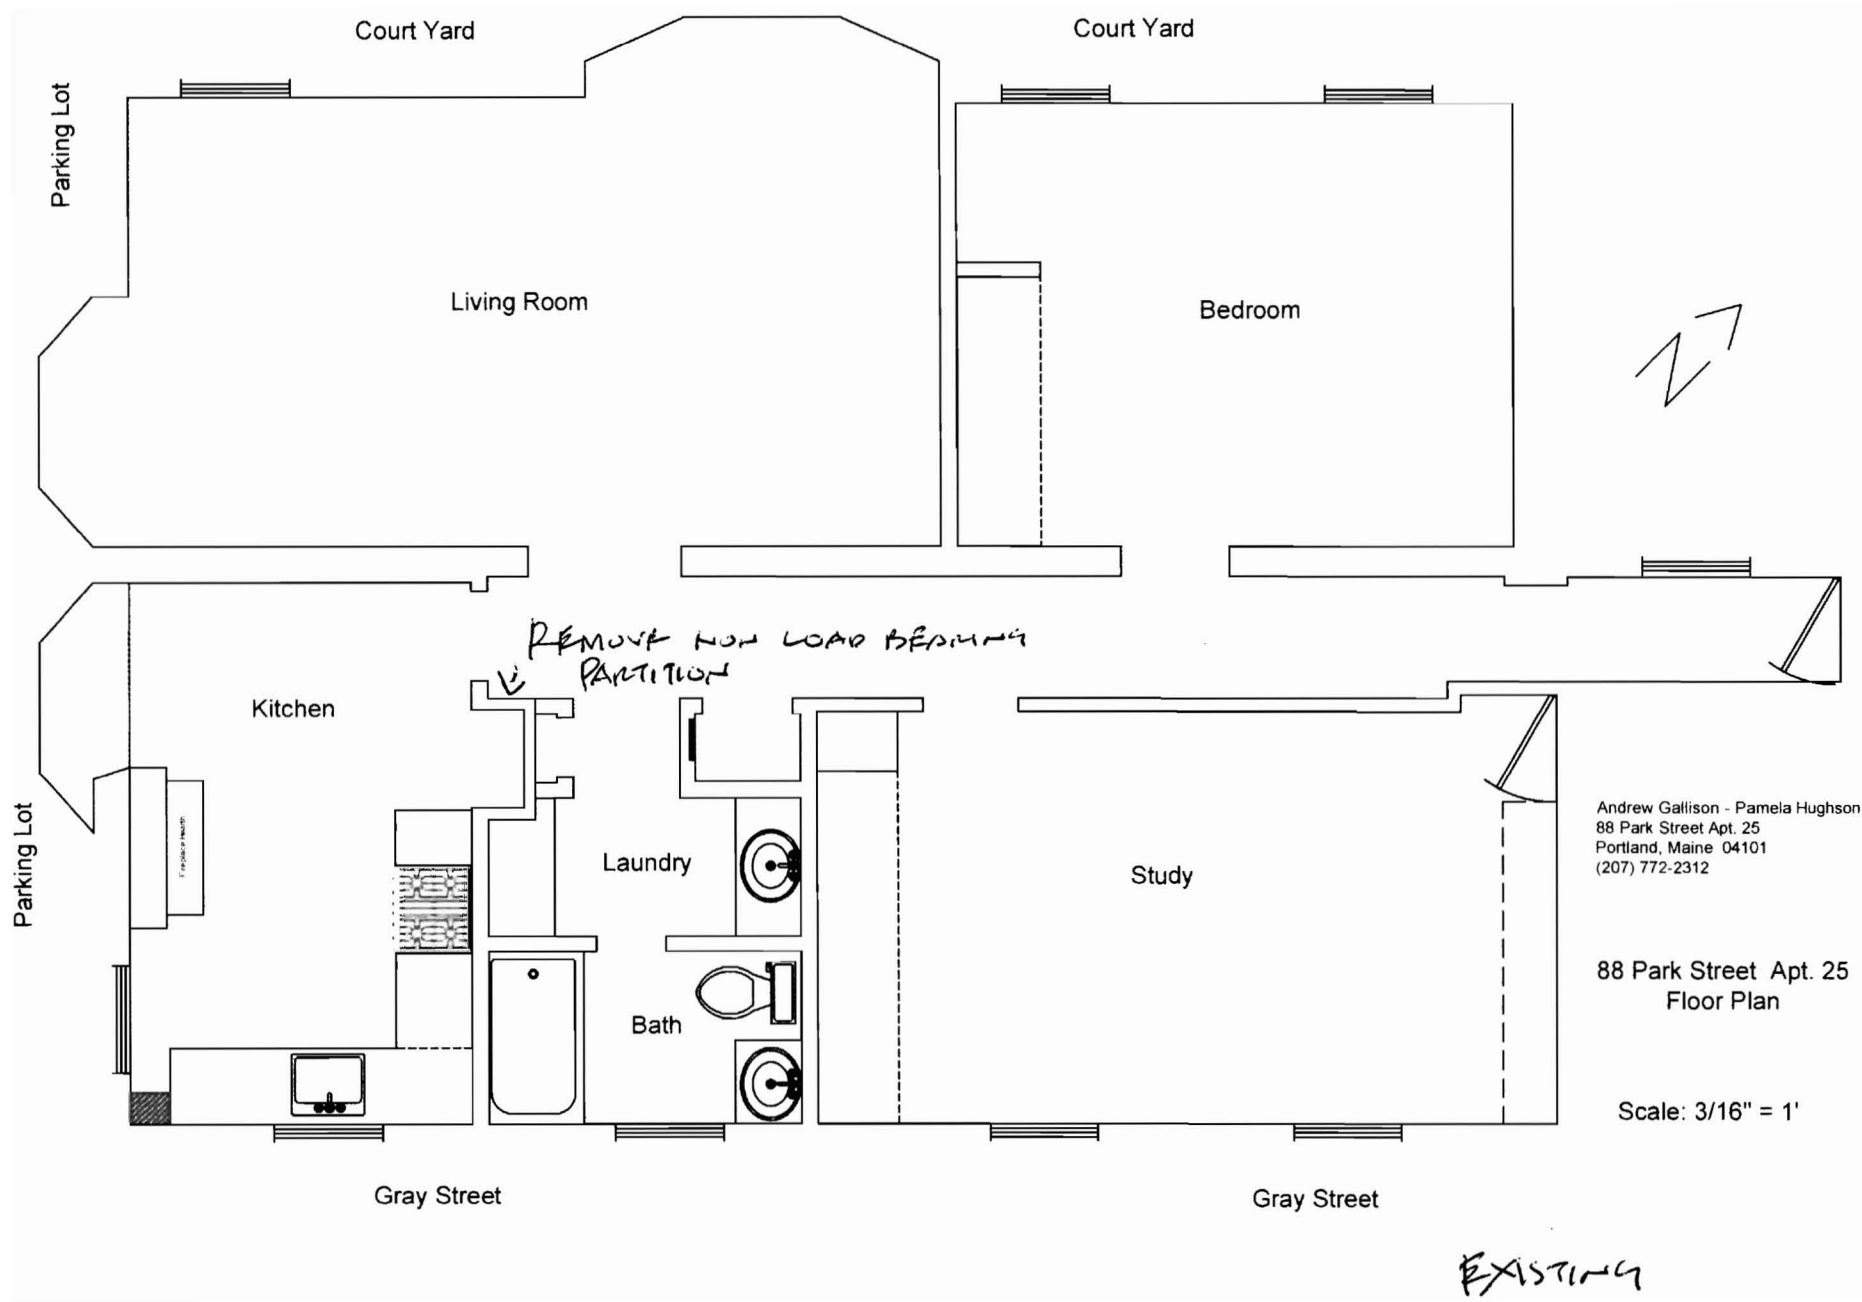 Court Yard
Court Yard
Parking Lot
Living Room
Bedroom
REMOVE NON LOAD BEARING
PARTITION
Kitchen
Fireplace Hearth
Parking Lot
Laundry
Study
Bath
Andrew Gallison - Pamela Hughson
88 Park Street Apt. 25
Portland, Maine 04101
(207) 772-2312
88 Park Street Apt. 25
Floor Plan
Scale: 3/16" = 1'
Gray Street
Gray Street
EXISTING
N